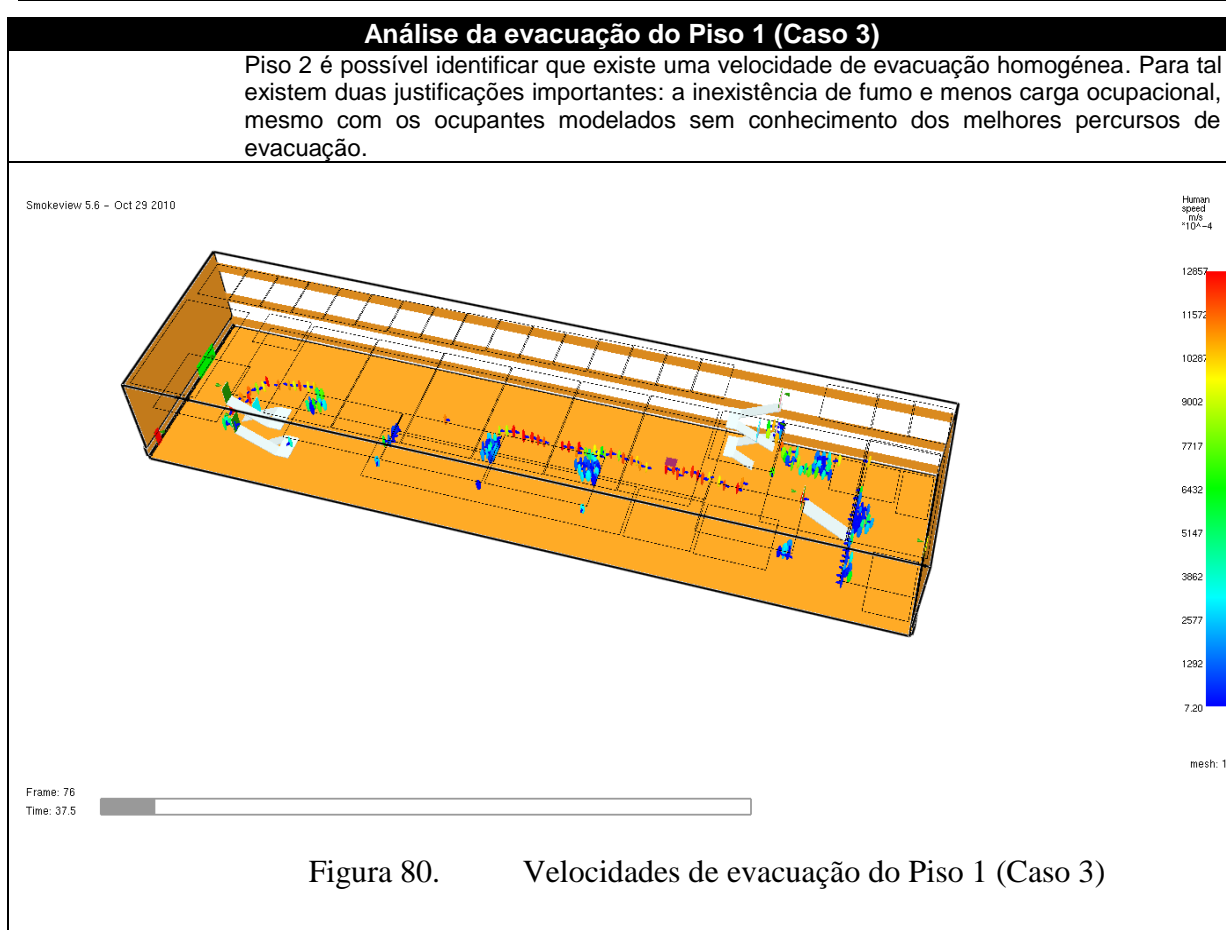 Análise da evacuação do Piso 1 (Caso 3)
Piso 2 é possível identificar que existe uma velocidade de evacuação homogénea. Para tal
existem duas justificações importantes: a inexistência de fumo e menos carga ocupacional,
mesmo com os ocupantes modelados sem conhecimento dos melhores percursos de
evacuação.
Smokeview 5.6 - Oct 29 2010
Human
speed
m/s
*10^-4
12857
11572
10287
9002
7717
6432
5147
3862
2577
1292
7.20
mesh: 1
Frame: 76
Time: 37.5
Figura 80. Velocidades de evacuação do Piso 1 (Caso 3)